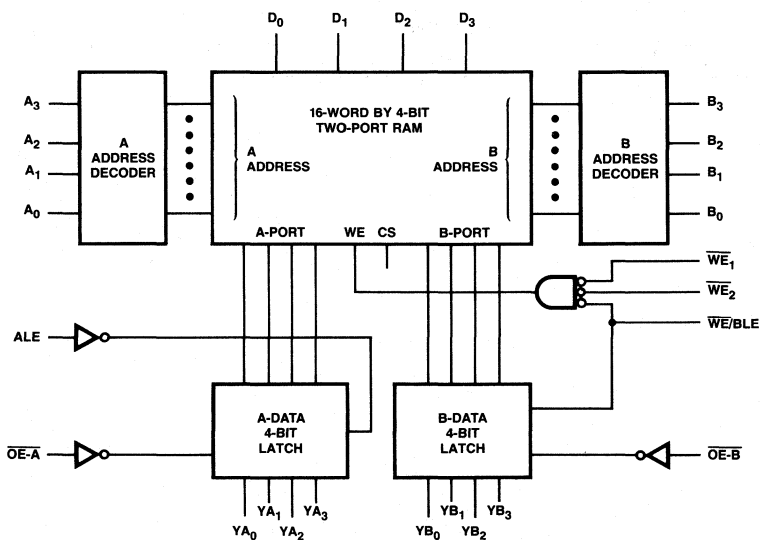 D0 D1 D2 D3
A3
A2
A1
A0
A
ADDRESS
DECODER
16-WORD BY 4-BIT
TWO-PORT RAM
A
ADDRESS
B
ADDRESS
A-PORT WE CS B-PORT
B
ADDRESS
DECODER
B3
B2
B1
B0
WE1
WE2
WE/BLE
ALE
OE-A
A-DATA
4-BIT
LATCH
B-DATA
4-BIT
LATCH
OE-B
YA0 YA1 YA2 YA3
YB0 YB1 YB2 YB3